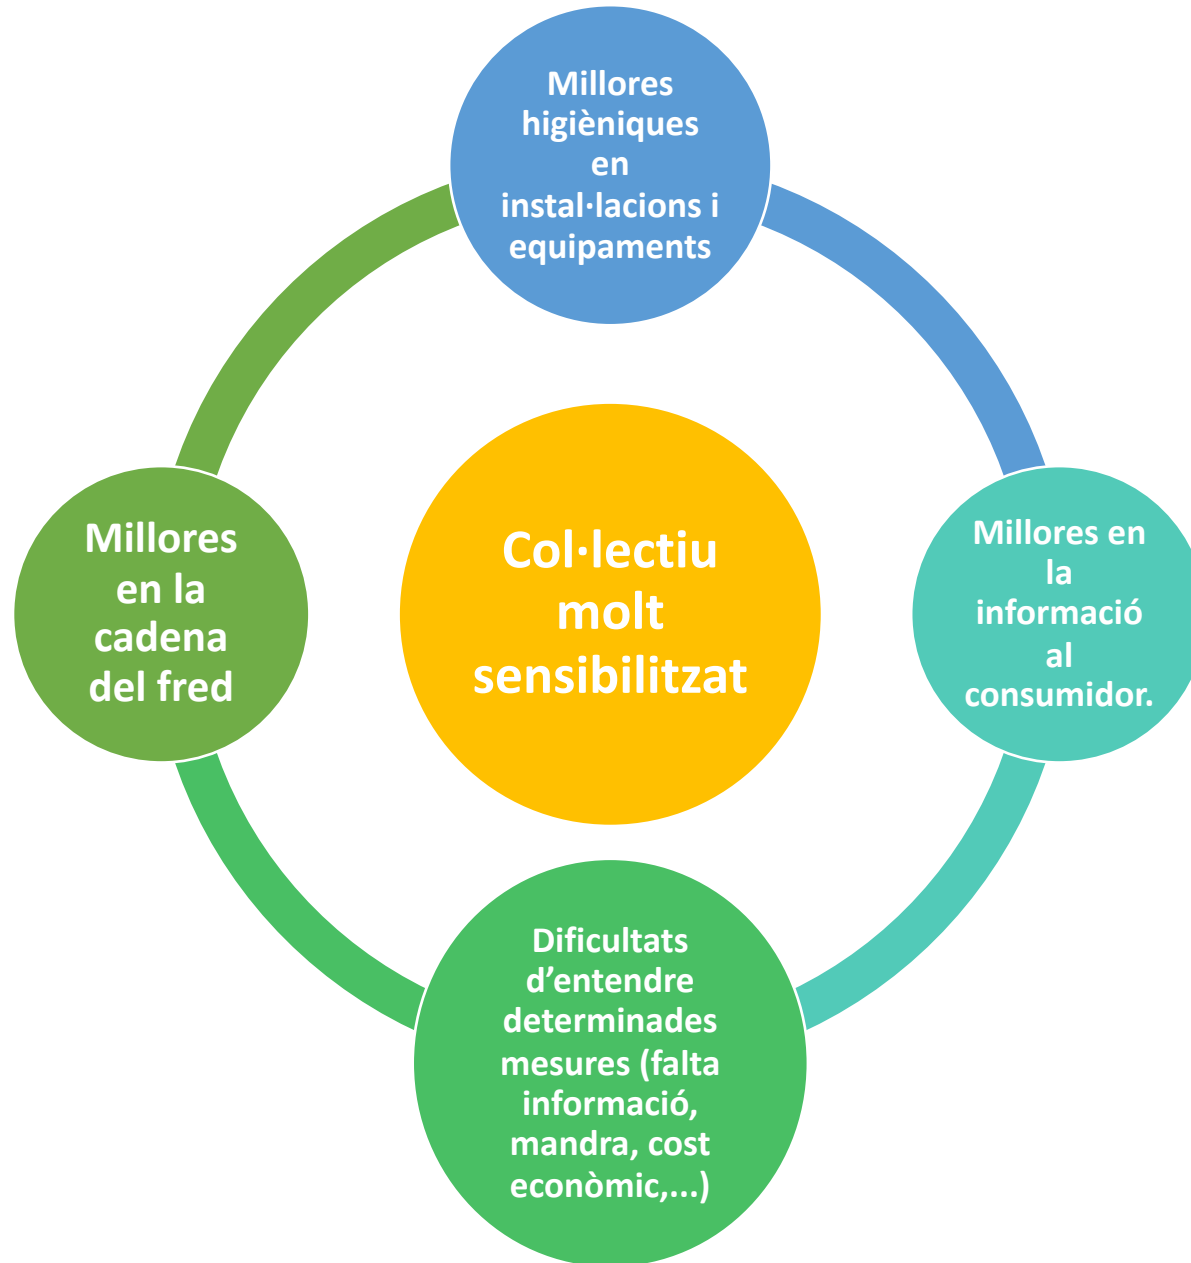 Millores
higièniques
en
instal·lacions i
equipaments
Millores
en la
cadena
del fred
Col·lectiu
molt
sensibilitzat
Millores en
la
informació
al
consumidor.
Dificultats
d’entendre
determinades
mesures (falta
informació,
mandra, cost
econòmic,...)